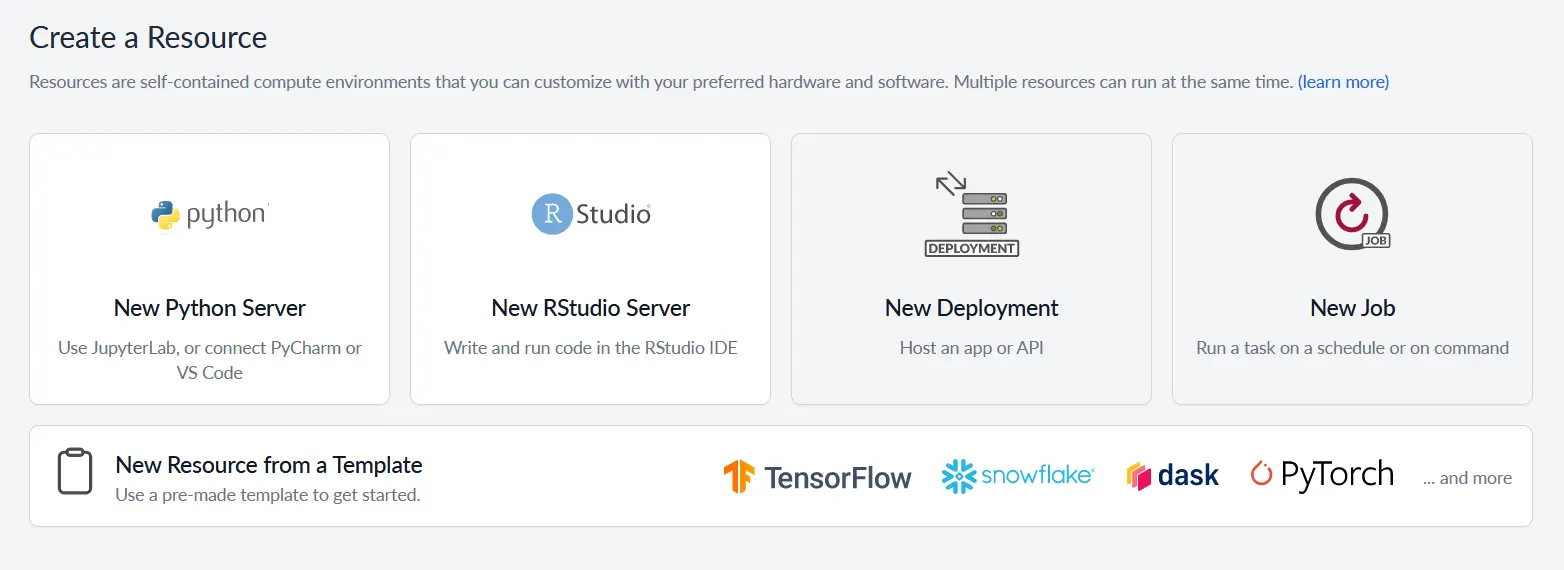 Create a Resource
Resources are self-contained compute environments that you can customize with your preferred hardware and software. Multiple resources can run at the same time. (learn more)
python
R Studio
DEPLOYMENT
JOB
New Python Server
New RStudio Server
New Deployment
New Job
Use JupyterLab, or connect PyCharm or
VS Code
Write and run code in the RStudio IDE
Host an app or API
Run a task on a schedule or on command
New Resource from a Template
Use a pre-made template to get started.
TensorFlow
snowflake
dask
PyTorch
... and more